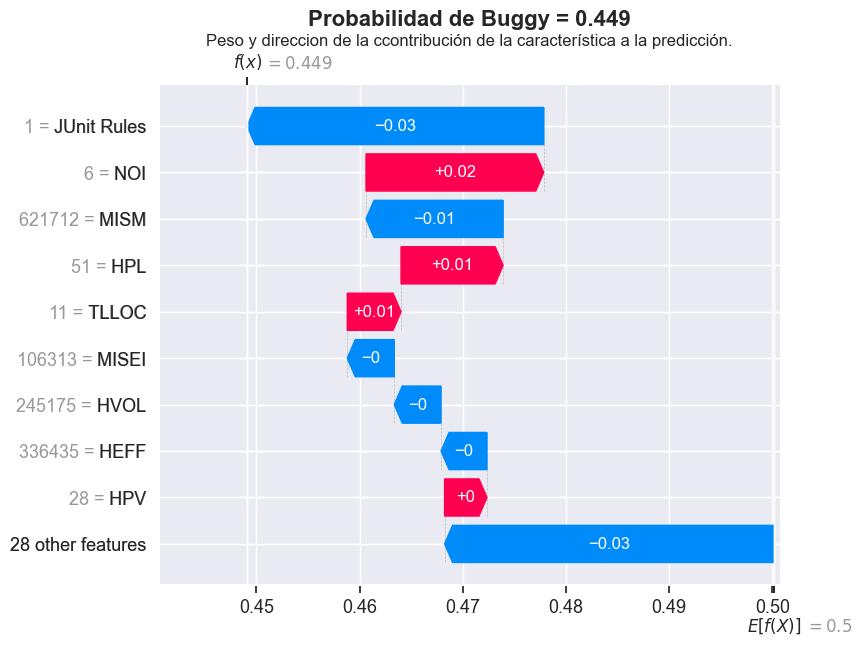 Probabilidad de Buggy = 0.449
Peso y direccion de la ccontribución de la característica a la predicción.
f(x) = 0.449
1 = JUnit Rules
−0.03
6 = NOI
+0.02
621712 = MISM
−0.01
51 = HPL
+0.01
11 = TLLOC
+0.01
106313 = MISEI
−0
245175 = HVOL
−0
336435 = HEFF
−0
28 = HPV
+0
28 other features
−0.03
0.45 0.46 0.47 0.48 0.49 0.50
E[f(X)] = 0.5